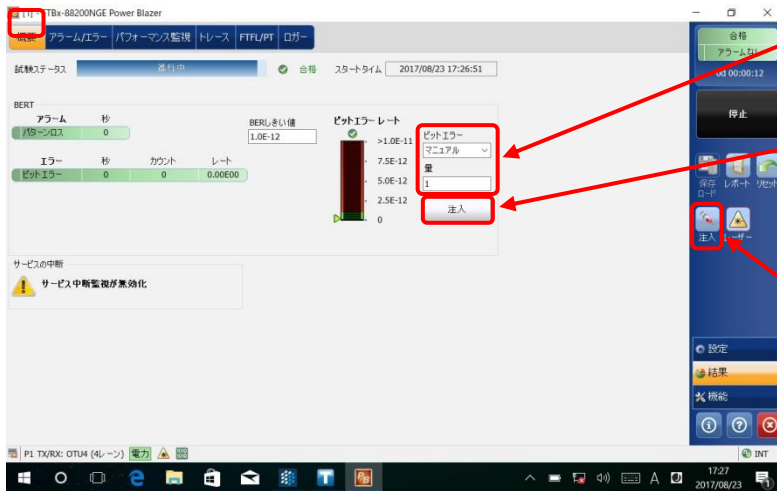 [1] - FTBx-88200NGE Power Blazer
概要 アラーム/エラー パフォーマンス監視 トレース FTFL/PT ロガー
合格
アラームなし
0d 00:00:12
試験ステータス 進行中 合格 スタートタイム 2017/08/23 17:26:51
停止
BERT
アラーム 秒
パターンロス 0
エラー 秒 カウント レート
ビットエラー 0 0 0.00E00
BERしきい値
1.0E-12
ビットエラーレート
>1.0E-11
7.5E-12
5.0E-12
2.5E-12
0
ビットエラー
マニュアル
量
1
注入
保存 レポート リセット
ロード
注入 レーザー
サービスの中断
サービス中断監視が無効化
設定
結果
機能
P1 TX/RX: OTU4 (4レーン) 電力
INT
A
17:27
2017/08/23